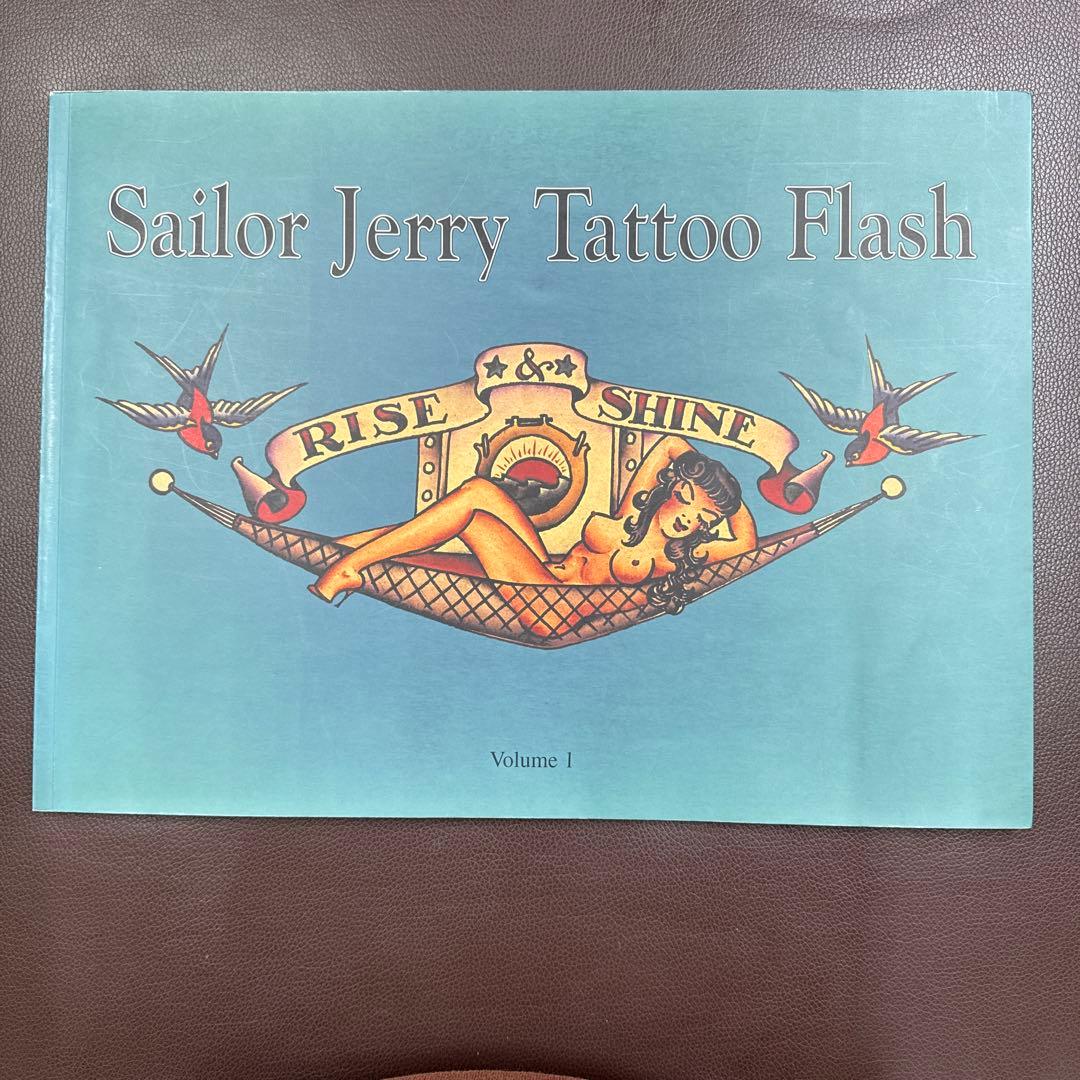 Sailor Jerry Tattoo Flash
RISE & SHINE
Volume 1